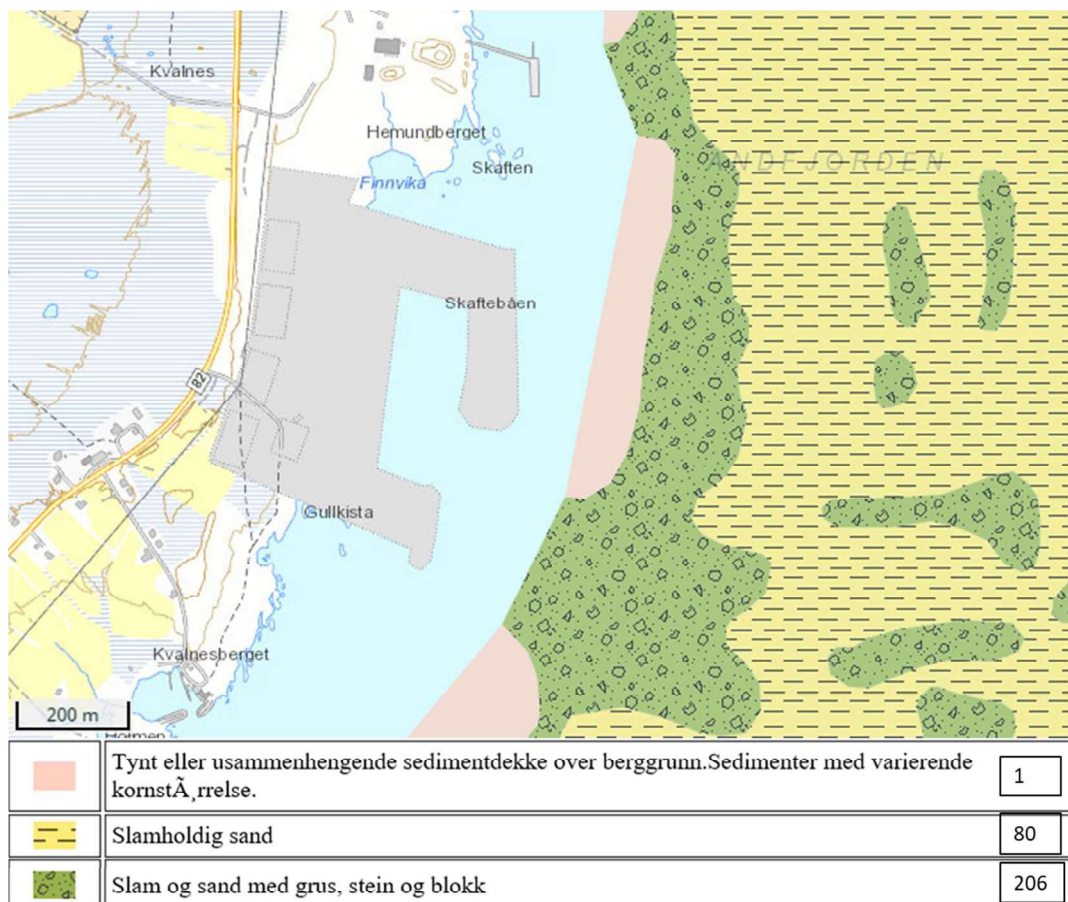 Kvalnes
Hemundberget
ANDFJORDEN
Skaften
Finnvika
Skaftebåen
82
Gullkista
Kvalnesberget
200 m
Holmen
Tynt eller usammenhengende sedimentdekke over berggrunn.Sedimenter med varierende
kornstÃ¸rrelse.
1
Slamholdig sand
80
Slam og sand med grus, stein og blokk
206